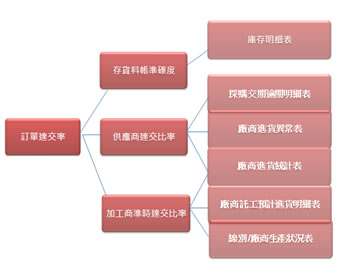 訂單達交率
存貨料帳準確度
供應商達交比率
加工商準時達交比率
庫存明細表
採購交期逾期明細表
廠商進貨異常表
廠商進貨統計表
廠商託工預計進貨明細表
線別/廠商生產狀況表